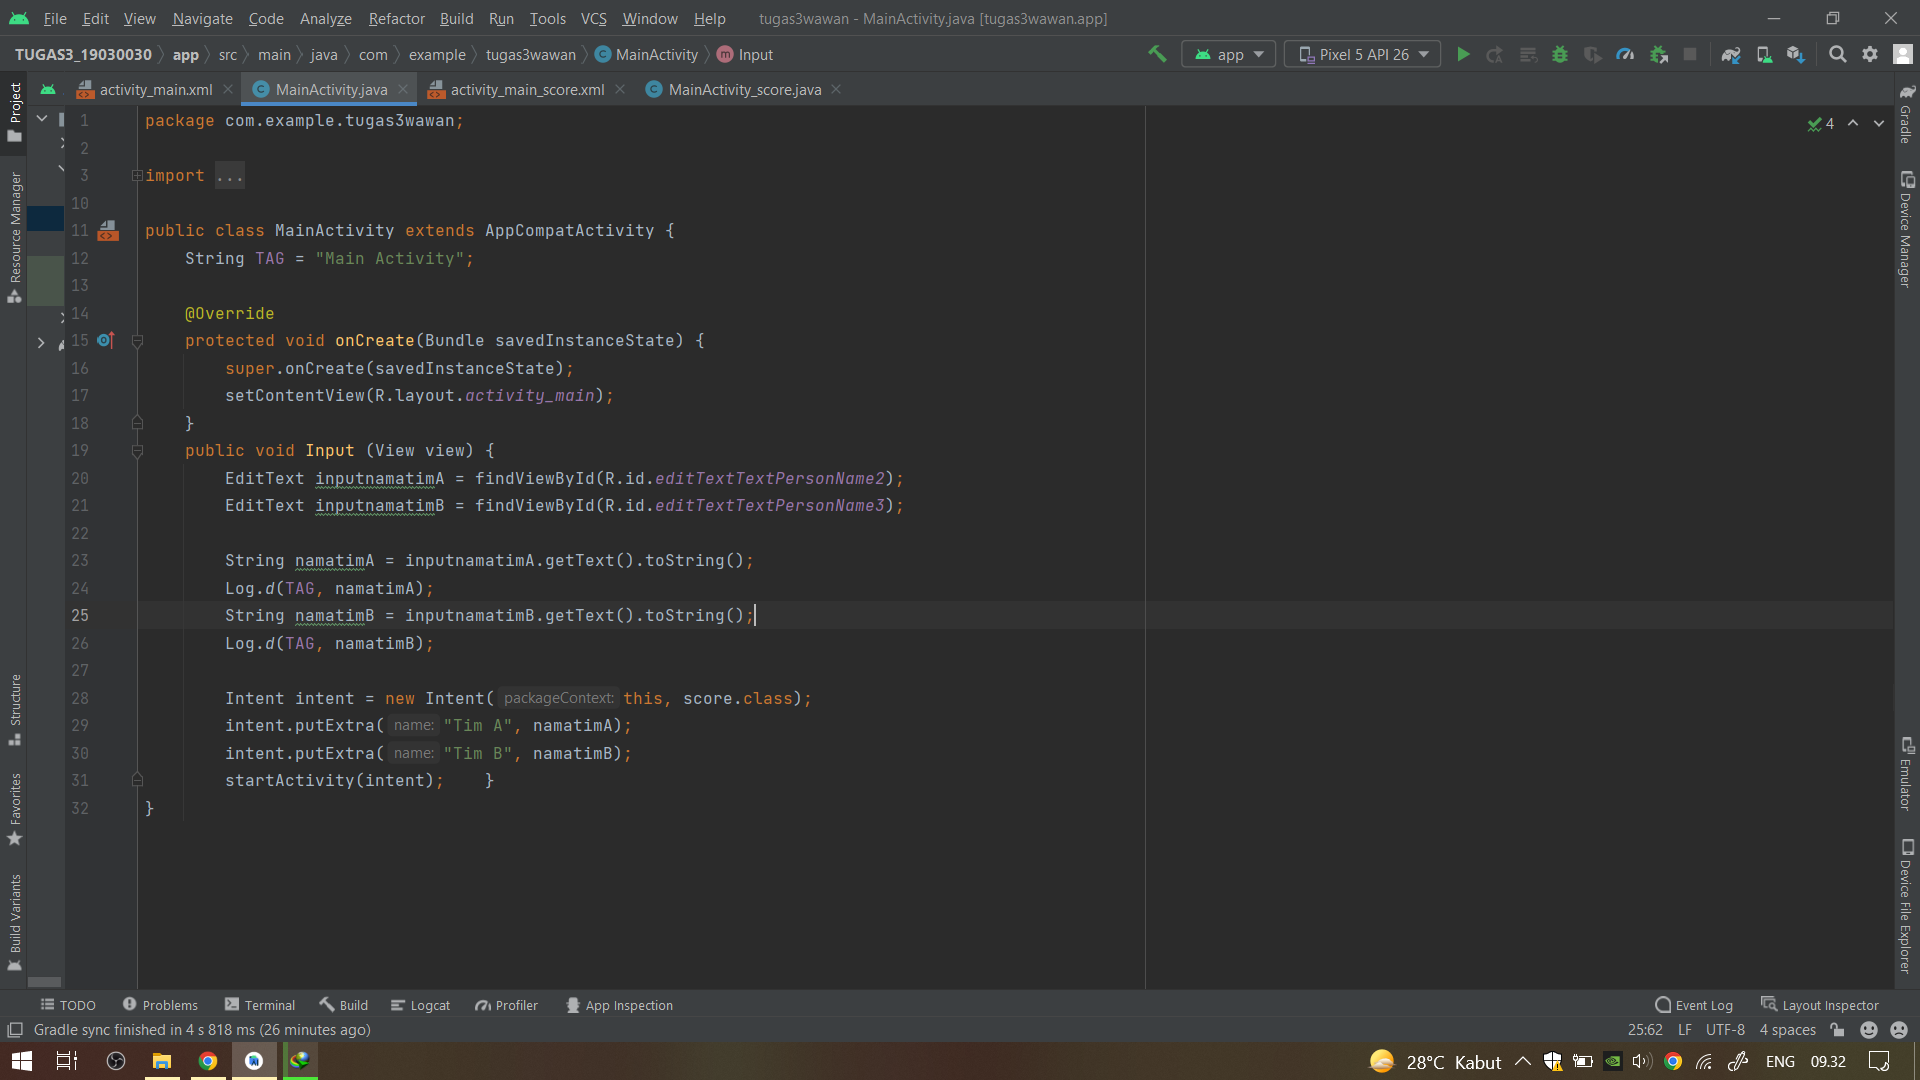 File Edit View Navigate Code Analyze Refactor Build Run Tools VCS Window Help tugas3wawan - MainActivity.java [tugas3wawan.app]
TUGAS3_19030030 app src main java com example tugas3wawan MainActivity Input app Pixel 5 API 26
activity_main.xml MainActivity.java activity_main_score.xml MainActivity_score.java
Project
Resource Manager
Structure
Favorites
Build Variants
4
1 package com.example.tugas3wawan;
2
3 import ...
10
11 public class MainActivity extends AppCompatActivity {
12 String TAG = "Main Activity";
13
14 @Override
15 protected void onCreate(Bundle savedInstanceState) {
16 super.onCreate(savedInstanceState);
17 setContentView(R.layout.activity_main);
18 }
19 public void Input (View view) {
20 EditText inputnamatimA = findViewById(R.id.editTextTextPersonName2);
21 EditText inputnamatimB = findViewById(R.id.editTextTextPersonName3);
22
23 String namatimA = inputnamatimA.getText().toString();
24 Log.d(TAG, namatimA);
25 String namatimB = inputnamatimB.getText().toString();
26 Log.d(TAG, namatimB);
27
28 Intent intent = new Intent( packageContext: this, score.class);
29 intent.putExtra( name: "Tim A", namatimA);
30 intent.putExtra( name: "Tim B", namatimB);
31 startActivity(intent); }
32 }
Gradle
Device Manager
Emulator
Device File Explorer
TODO Problems Terminal Build Logcat Profiler App Inspection Event Log Layout Inspector
Gradle sync finished in 4 s 818 ms (26 minutes ago) 25:62 LF UTF-8 4 spaces
28°C Kabut ENG 09.32